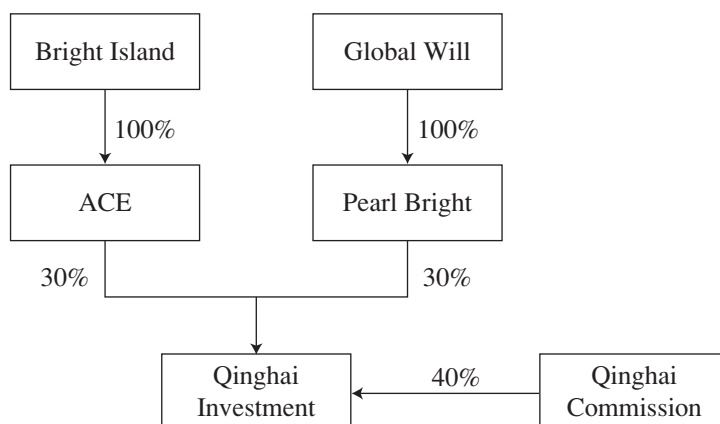 Bright Island
Global Will
100%
100%
ACE
Pearl Bright
30%
30%
Qinghai
Investment
40%
Qinghai
Commission